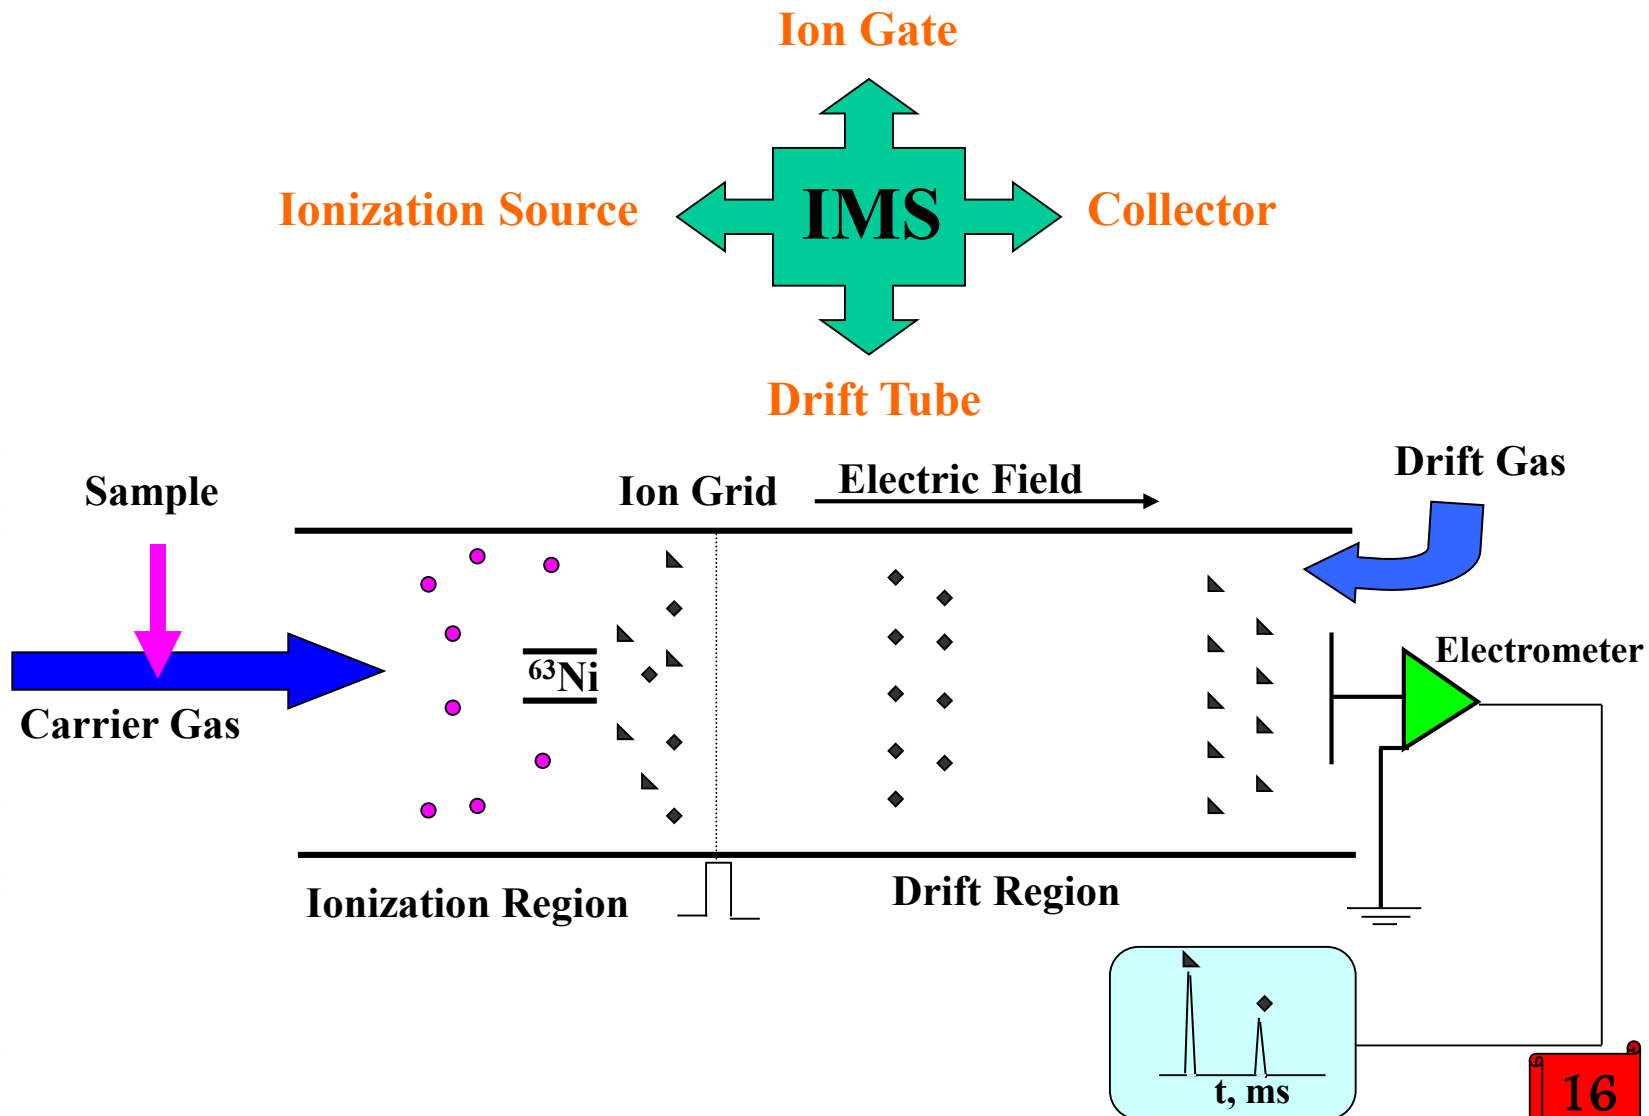 Ion Gate
Ionization Source
IMS
Collector
Drift Tube
Sample
Ion Grid
Electric Field
Drift Gas
⁶³Ni
Electrometer
Carrier Gas
Ionization Region
Drift Region
t, ms
16